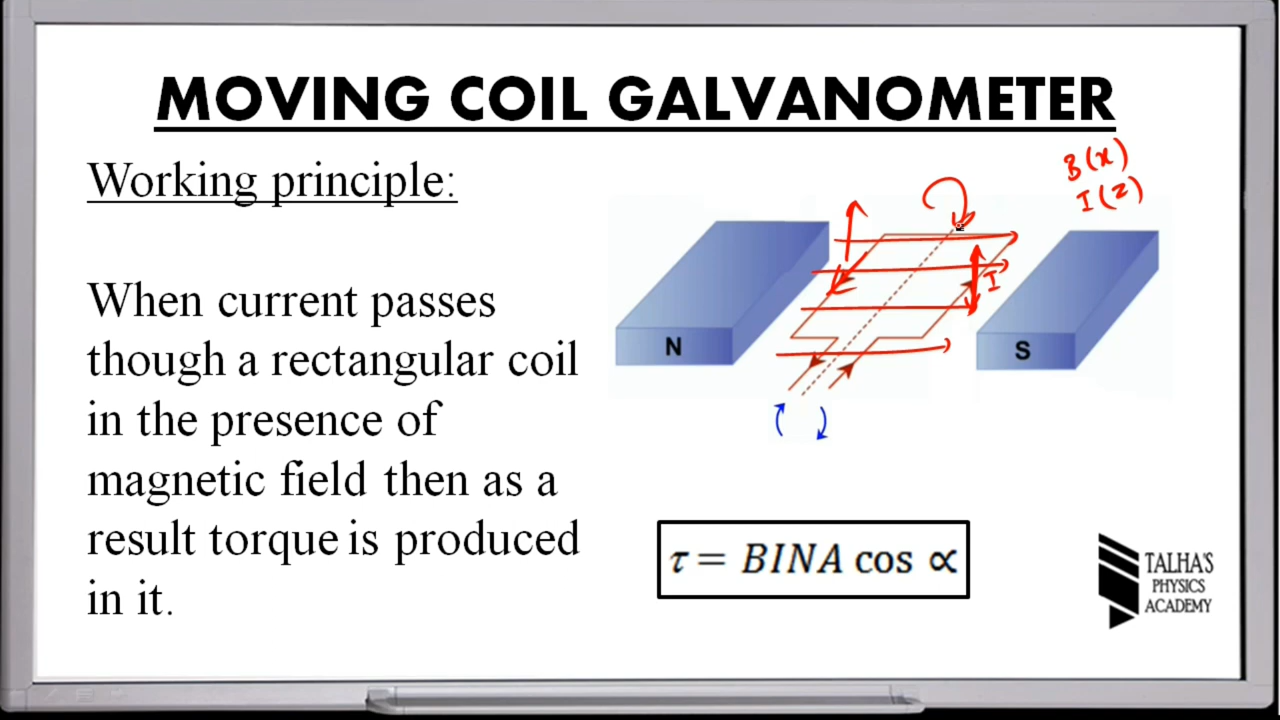 MOVING COIL GALVANOMETER
Working principle:
When current passes
though a rectangular coil
in the presence of
magnetic field then as a
result torque is produced
in it.
B(x)
I(z)
I
N
S
τ = BINA cos ∝
TALHA'S
PHYSICS
ACADEMY